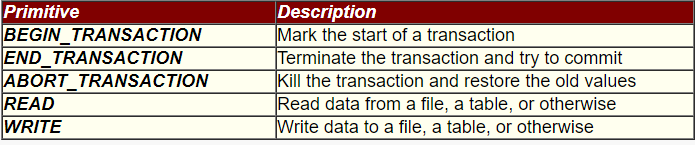 Primitive Description
BEGIN_TRANSACTION Mark the start of a transaction
END_TRANSACTION Terminate the transaction and try to commit
ABORT_TRANSACTION Kill the transaction and restore the old values
READ Read data from a file, a table, or otherwise
WRITE Write data to a file, a table, or otherwise